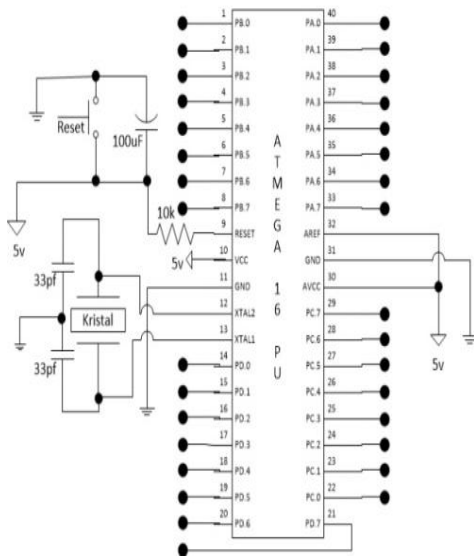 1 PB.0 PA.0 40
2 PB.1 PA.1 39
3 PB.2 PA.2 38
4 PB.3 PA.3 37
5 PB.4 PA.4 36
6 PB.5 PA.5 35
7 PB.6 PA.6 34
8 PB.7 PA.7 33
9 RESET AREF 32
10 VCC GND 31
11 GND AVCC 30
12 XTAL2 PC.7 29
13 XTAL1 PC.6 28
14 PD.0 PC.5 27
15 PD.1 PC.4 26
16 PD.2 PC.3 25
17 PD.3 PC.2 24
18 PD.4 PC.1 23
19 PD.5 PC.0 22
20 PD.6 PD.7 21
ATMEGA 16 PU
Reset
100uF
10k
5v
5v
33pf
Kristal
33pf
5v